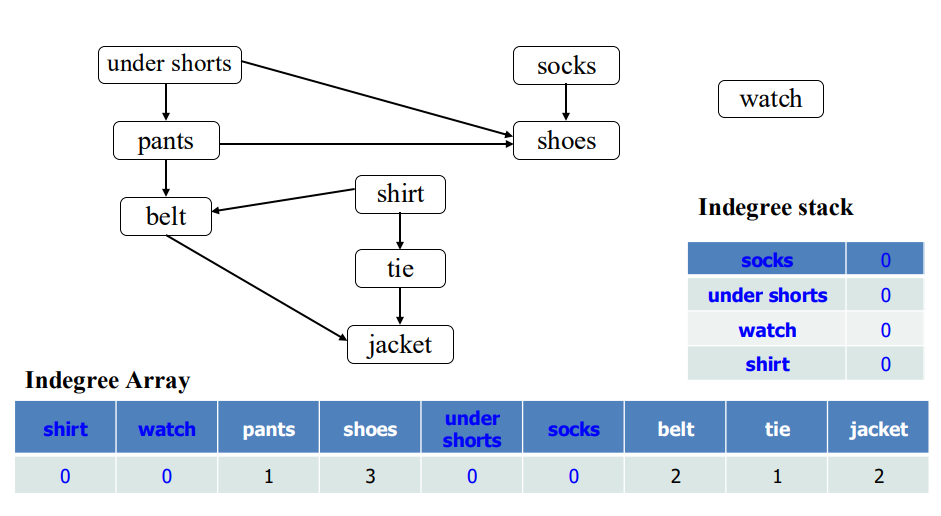 under shorts
socks
watch
pants
shoes
shirt
belt
tie
jacket
Indegree stack
socks 0
under shorts 0
watch 0
shirt 0
Indegree Array
shirt watch pants shoes under shorts socks belt tie jacket
0 0 1 3 0 0 2 1 2